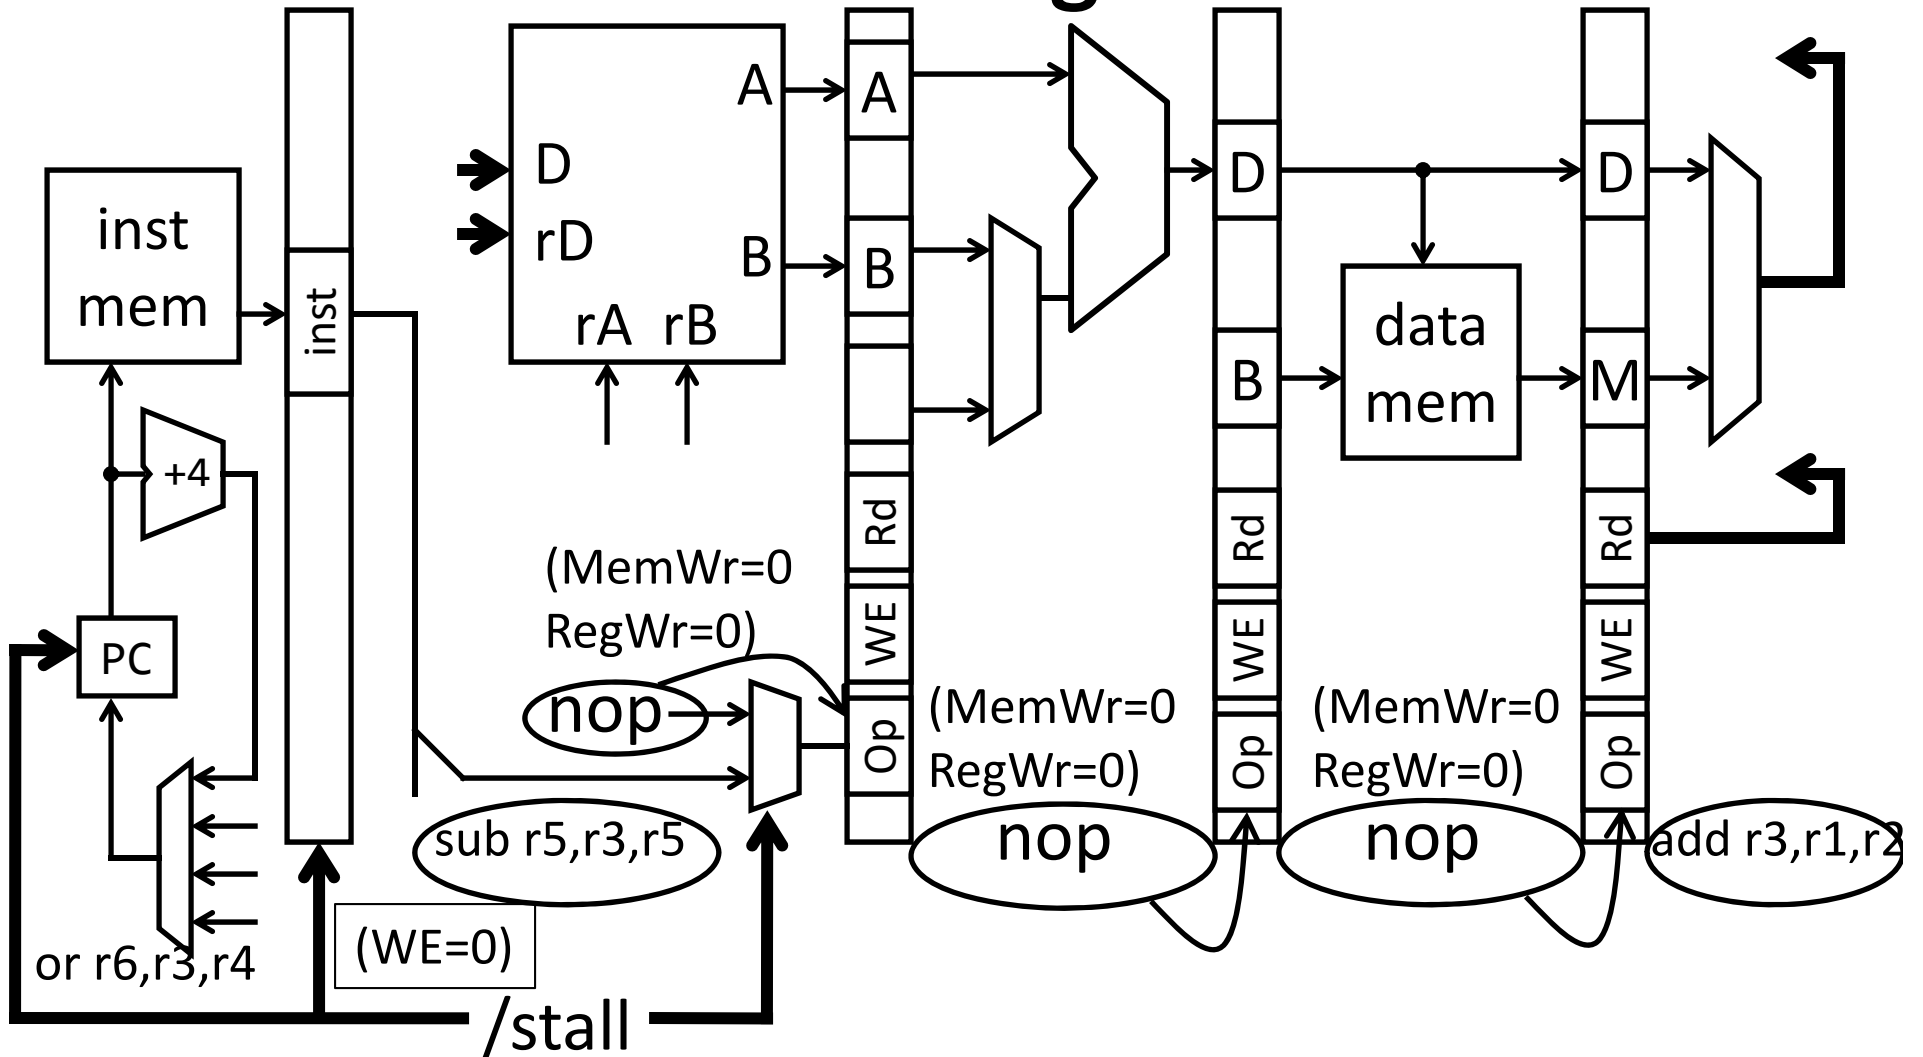 inst
mem
inst
+4
PC
or r6,r3,r4
(WE=0)
/stall
D
rD
A
B
rA rB
(MemWr=0
RegWr=0)
nop
sub r5,r3,r5
A
B
Rd
WE
Op
(MemWr=0
RegWr=0)
nop
D
B
Rd
WE
Op
data
mem
(MemWr=0
RegWr=0)
nop
D
M
Rd
WE
Op
add r3,r1,r2